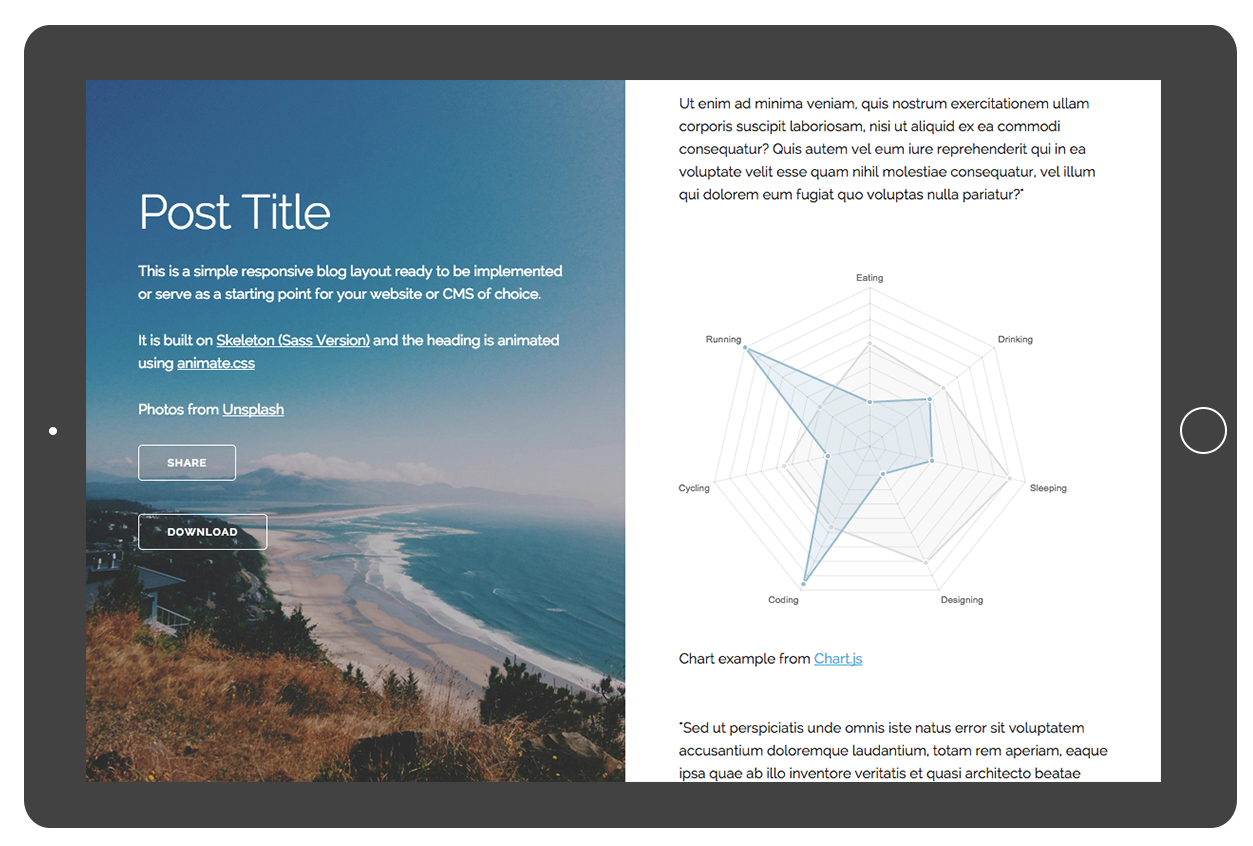 Post Title
This is a simple responsive blog layout ready to be implemented
or serve as a starting point for your website or CMS of choice.
It is built on Skeleton (Sass Version) and the heading is animated
using animate.css
Photos from Unsplash
SHARE
DOWNLOAD
Ut enim ad minima veniam, quis nostrum exercitationem ullam
corporis suscipit laboriosam, nisi ut aliquid ex ea commodi
consequatur? Quis autem vel eum iure reprehenderit qui in ea
voluptate velit esse quam nihil molestiae consequatur, vel illum
qui dolorem eum fugiat quo voluptas nulla pariatur?"
Eating
Running
Drinking
Cycling
Sleeping
Coding
Designing
Chart example from Chart.js
"Sed ut perspiciatis unde omnis iste natus error sit voluptatem
accusantium doloremque laudantium, totam rem aperiam, eaque
ipsa quae ab illo inventore veritatis et quasi architecto beatae